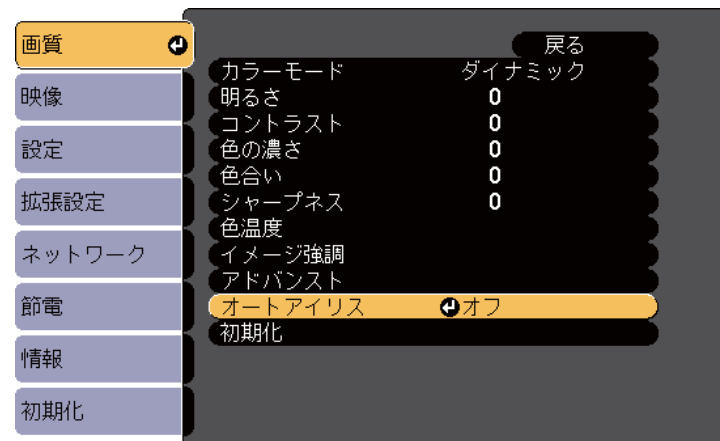 画質
映像
設定
拡張設定
ネットワーク
節電
情報
初期化
戻る
カラーモード ダイナミック
明るさ 0
コントラスト 0
色の濃さ 0
色合い 0
シャープネス 0
色温度
イメージ強調
アドバンスト
オートアイリス オフ
初期化